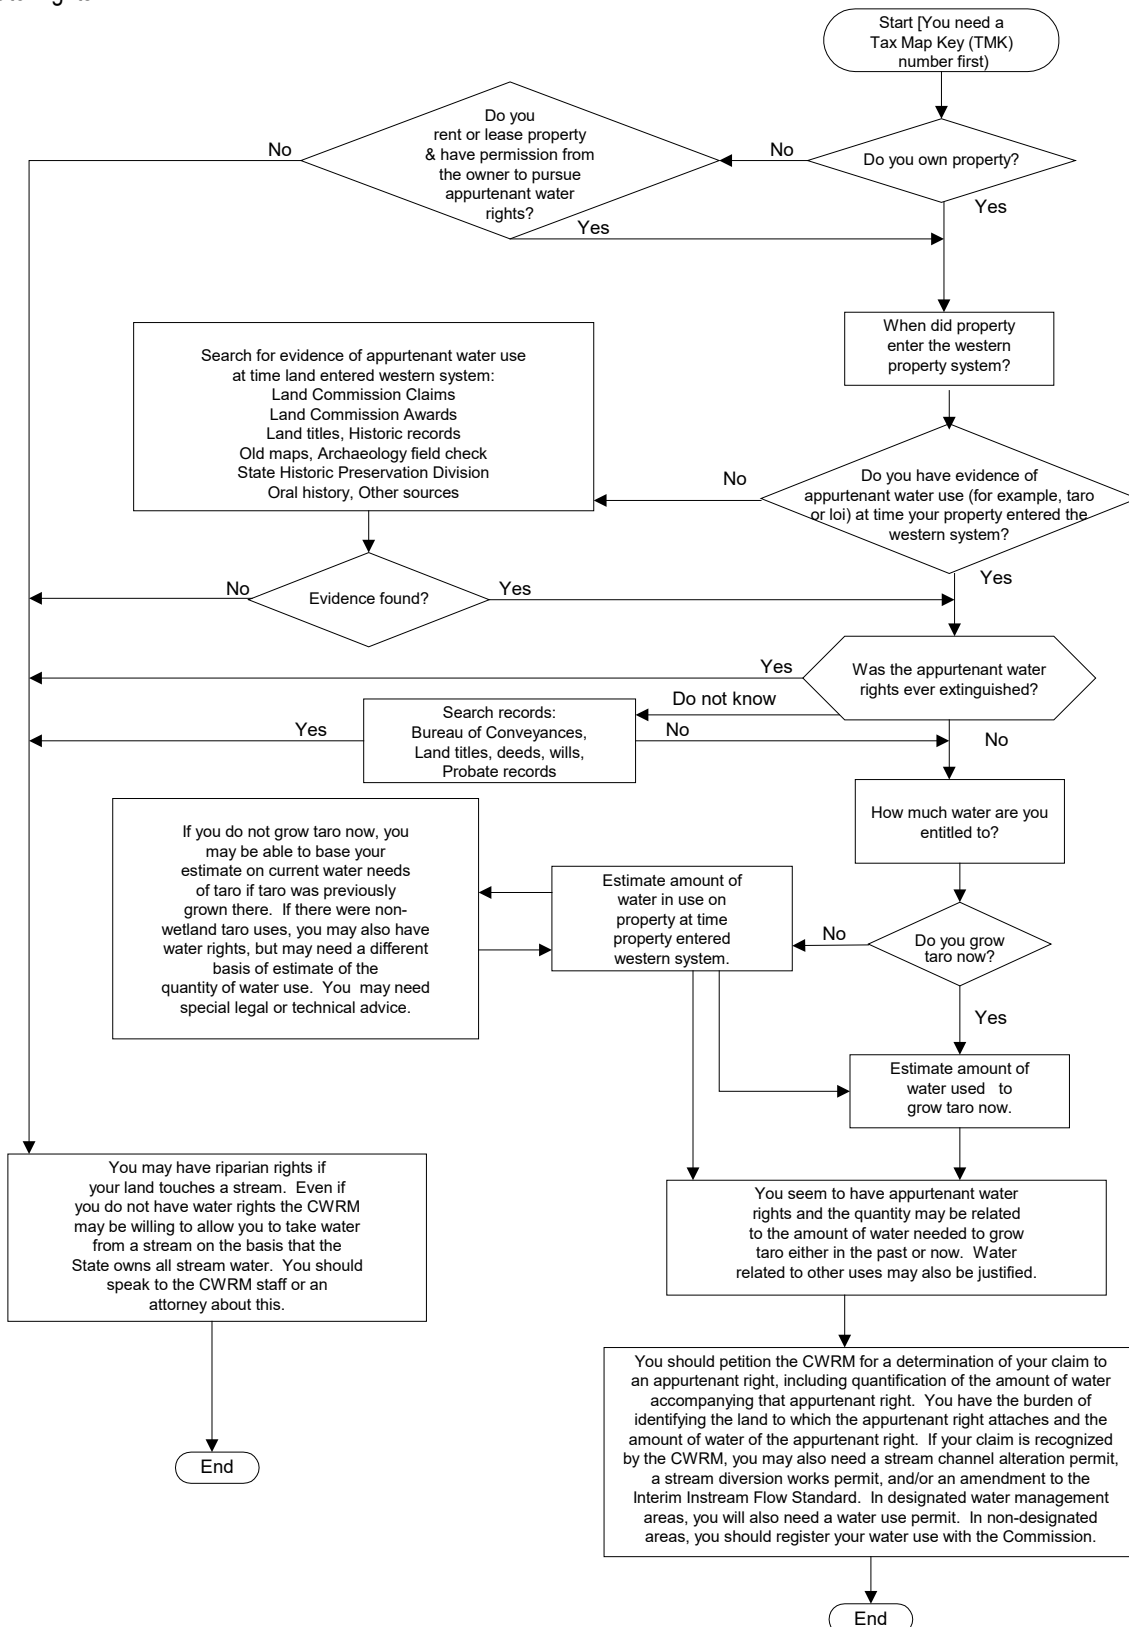 Start [You need a
Tax Map Key (TMK)
number first)
Do you own property?
No
Yes
Do you
rent or lease property
& have permission from
the owner to pursue
appurtenant water
rights?
No
Yes
When did property
enter the western
property system?
Do you have evidence of
appurtenant water use (for example, taro
or loi) at time your property entered the
western system?
No
Yes
Search for evidence of appurtenant water use
at time land entered western system:
Land Commission Claims
Land Commission Awards
Land titles, Historic records
Old maps, Archaeology field check
State Historic Preservation Division
Oral history, Other sources
Evidence found?
No
Yes
Was the appurtenant water
rights ever extinguished?
Yes
Do not know
No
Search records:
Bureau of Conveyances,
Land titles, deeds, wills,
Probate records
Yes
No
How much water are you
entitled to?
Do you grow
taro now?
No
Yes
Estimate amount of
water in use on
property at time
property entered
western system.
If you do not grow taro now, you
may be able to base your
estimate on current water needs
of taro if taro was previously
grown there. If there were non-
wetland taro uses, you may also have
water rights, but may need a different
basis of estimate of the
quantity of water use. You may need
special legal or technical advice.
Estimate amount of
water used to
grow taro now.
You may have riparian rights if
your land touches a stream. Even if
you do not have water rights the CWRM
may be willing to allow you to take water
from a stream on the basis that the
State owns all stream water. You should
speak to the CWRM staff or an
attorney about this.
End
You seem to have appurtenant water
rights and the quantity may be related
to the amount of water needed to grow
taro either in the past or now. Water
related to other uses may also be justified.
You should petition the CWRM for a determination of your claim to
an appurtenant right, including quantification of the amount of water
accompanying that appurtenant right. You have the burden of
identifying the land to which the appurtenant right attaches and the
amount of water of the appurtenant right. If your claim is recognized
by the CWRM, you may also need a stream channel alteration permit,
a stream diversion works permit, and/or an amendment to the
Interim Instream Flow Standard. In designated water management
areas, you will also need a water use permit. In non-designated
areas, you should register your water use with the Commission.
End